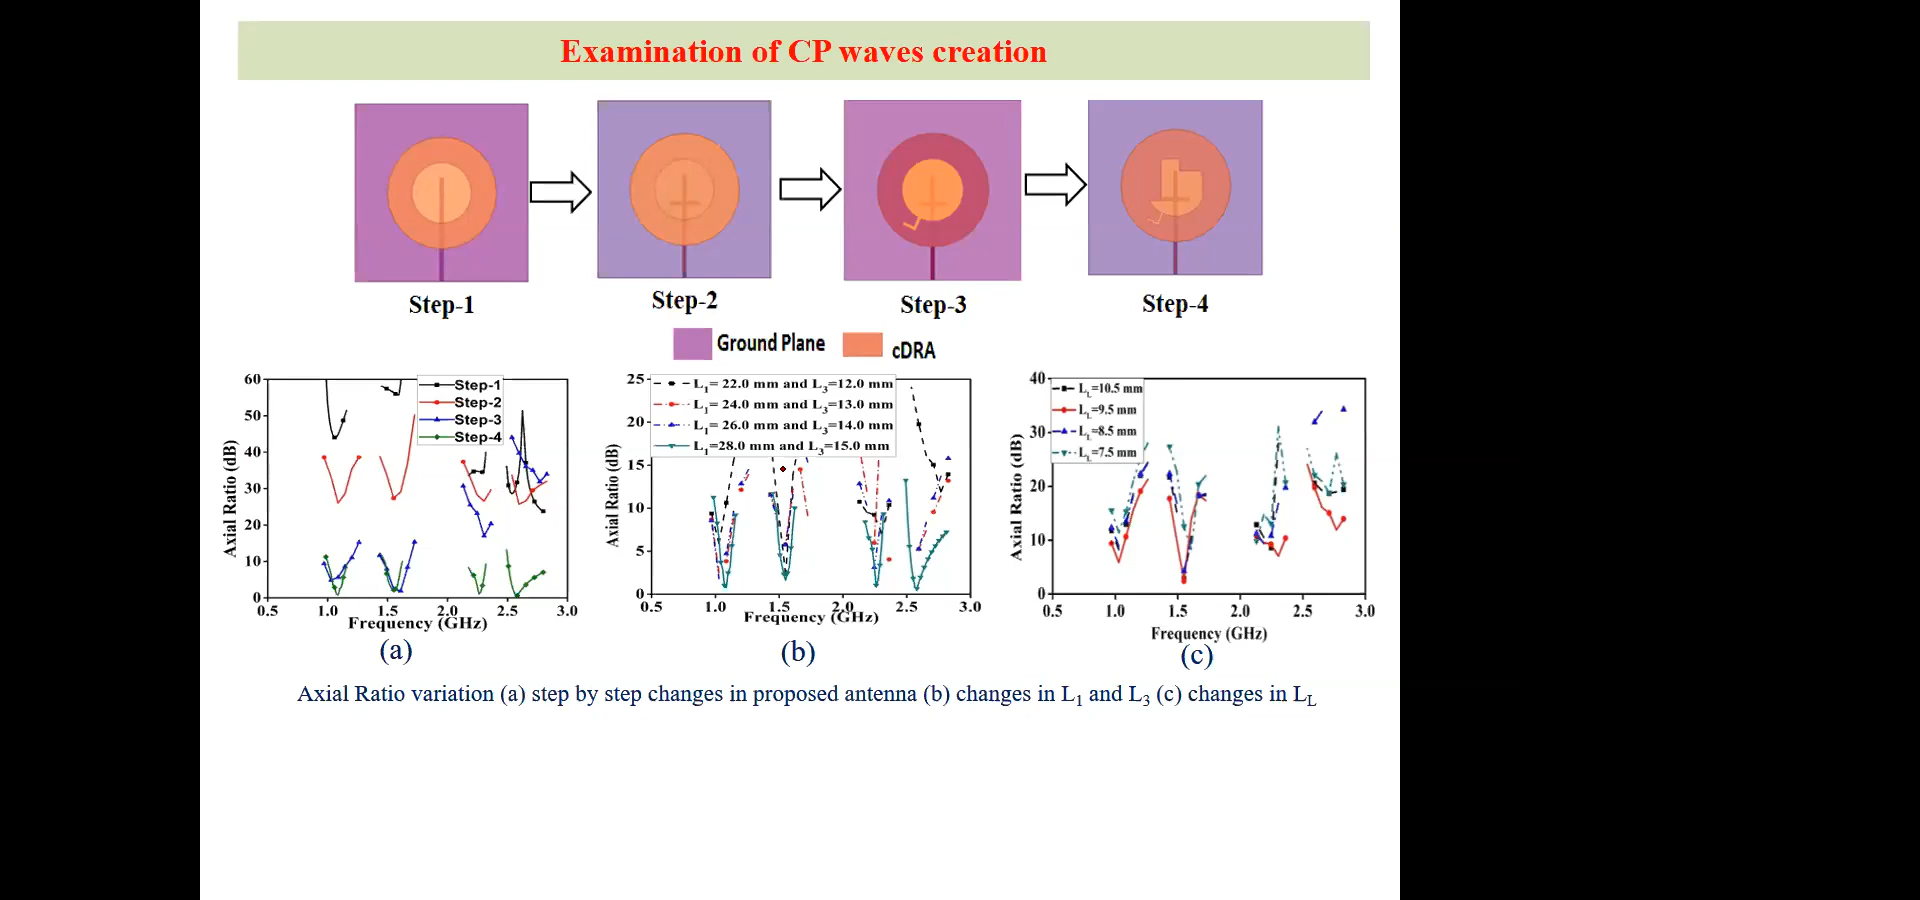 Examination of CP waves creation
Step-1
Step-2
Step-3
Step-4
Ground Plane
cDRA
60
50
40
30
20
10
0
0.5 1.0 1.5 2.0 2.5 3.0
Axial Ratio (dB)
Frequency (GHz)
Step-1
Step-2
Step-3
Step-4
(a)
25
20
15
10
5
0
0.5 1.0 1.5 2.0 2.5 3.0
Axial Ratio (dB)
Frequency (GHz)
L1= 22.0 mm and L3=12.0 mm
L1= 24.0 mm and L3=13.0 mm
L1= 26.0 mm and L3=14.0 mm
L1=28.0 mm and L3=15.0 mm
(b)
40
30
20
10
0
0.5 1.0 1.5 2.0 2.5 3.0
Axial Ratio (dB)
Frequency (GHz)
LL=10.5 mm
LL=9.5 mm
LL=8.5 mm
LL=7.5 mm
(c)
Axial Ratio variation (a) step by step changes in proposed antenna (b) changes in L1 and L3 (c) changes in LL